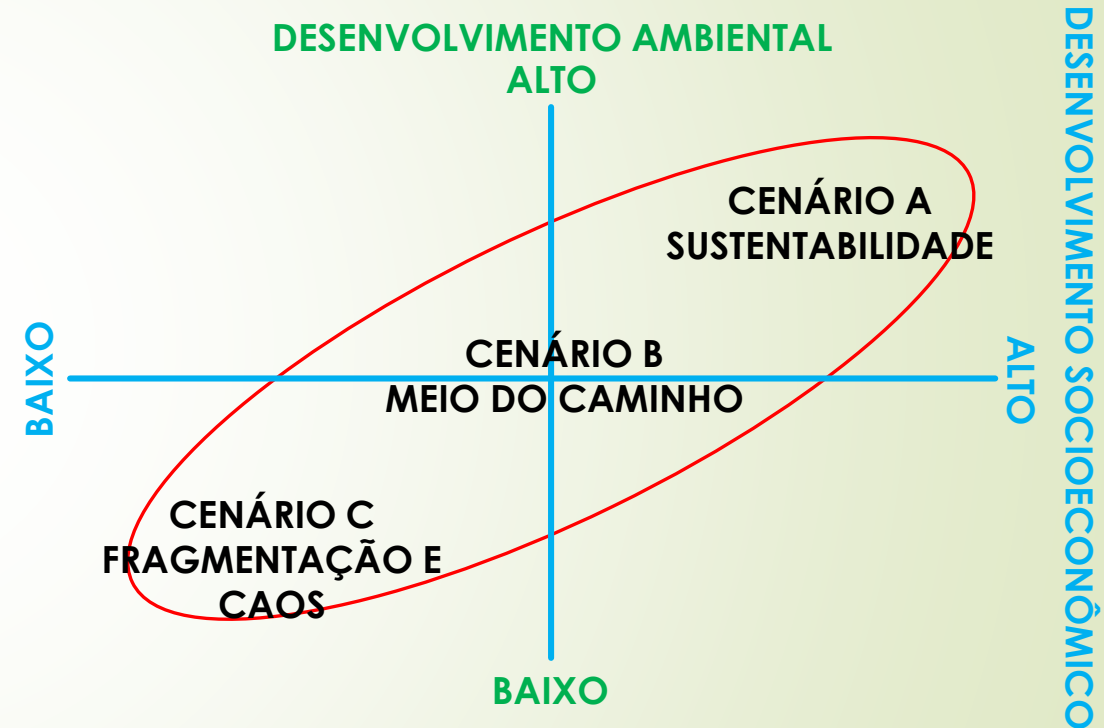 DESENVOLVIMENTO AMBIENTAL
ALTO
CENÁRIO A
SUSTENTABILIDADE
BAIXO
CENÁRIO B
MEIO DO CAMINHO
ALTO
DESENVOLVIMENTO SOCIOECONÔMICO
CENÁRIO C
FRAGMENTAÇÃO E
CAOS
BAIXO